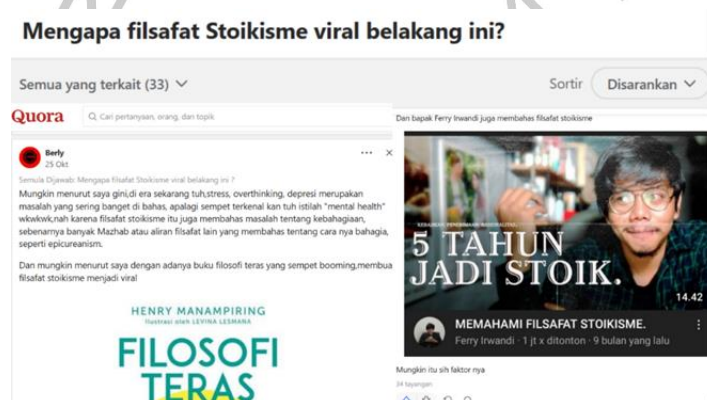 Mengapa filsafat Stoikisme viral belakang ini?
Semua yang terkait (33)
Sortir
Disarankan
Quora
Cari pertanyaan, orang, dan topik
Berly
25 Okt
Semula Dijawab: Mengapa filsafat Stoikisme viral belakang ini ?
Mungkin menurut saya gini,di era sekarang tuh,stress, overthinking, depresi merupakan
masalah yang sering banget di bahas, apalagi sempet terkenal kan tuh istilah "mental health"
wkwkwk,nah karena filsafat stoikisme itu juga membahas masalah tentang kebahagiaan,
sebenarnya banyak Mazhab atau aliran filsafat lain yang membahas tentang cara nya bahagia,
seperti epicureanism.
Dan mungkin menurut saya dengan adanya buku filosofi teras yang sempet booming,membua
filsafat stoikisme menjadi viral
HENRY MANAMPIRING
Ilustrasi oleh LEVINA LESMANA
FILOSOFI
TERAS
Dan bapak Ferry Irwandi juga membahas filsafat stoikisme
5 TAHUN
JADI STOIK.
14.42
MEMAHAMI FILSAFAT STOIKISME.
Ferry Irwandi · 1 jt x ditonton · 9 bulan yang lalu
Mungkin itu sih faktor nya
34 tayangan